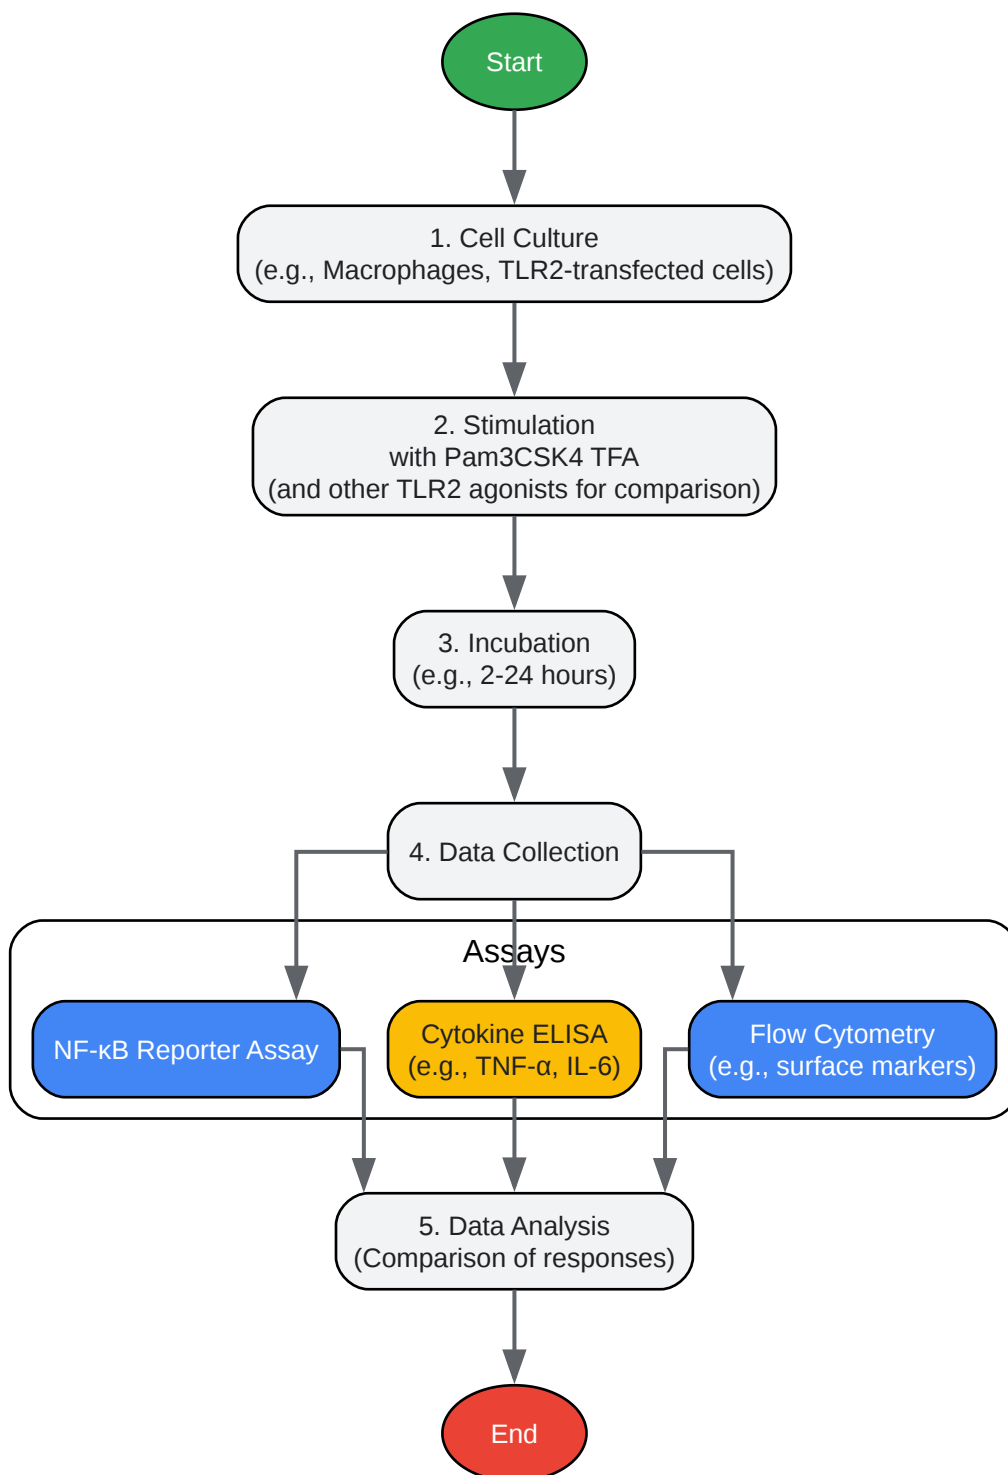 Start
1. Cell Culture
(e.g., Macrophages, TLR2-transfected cells)
2. Stimulation
with Pam3CSK4 TFA
(and other TLR2 agonists for comparison)
3. Incubation
(e.g., 2-24 hours)
4. Data Collection
Assays
NF-κB Reporter Assay
Cytokine ELISA
(e.g., TNF-α, IL-6)
Flow Cytometry
(e.g., surface markers)
5. Data Analysis
(Comparison of responses)
End